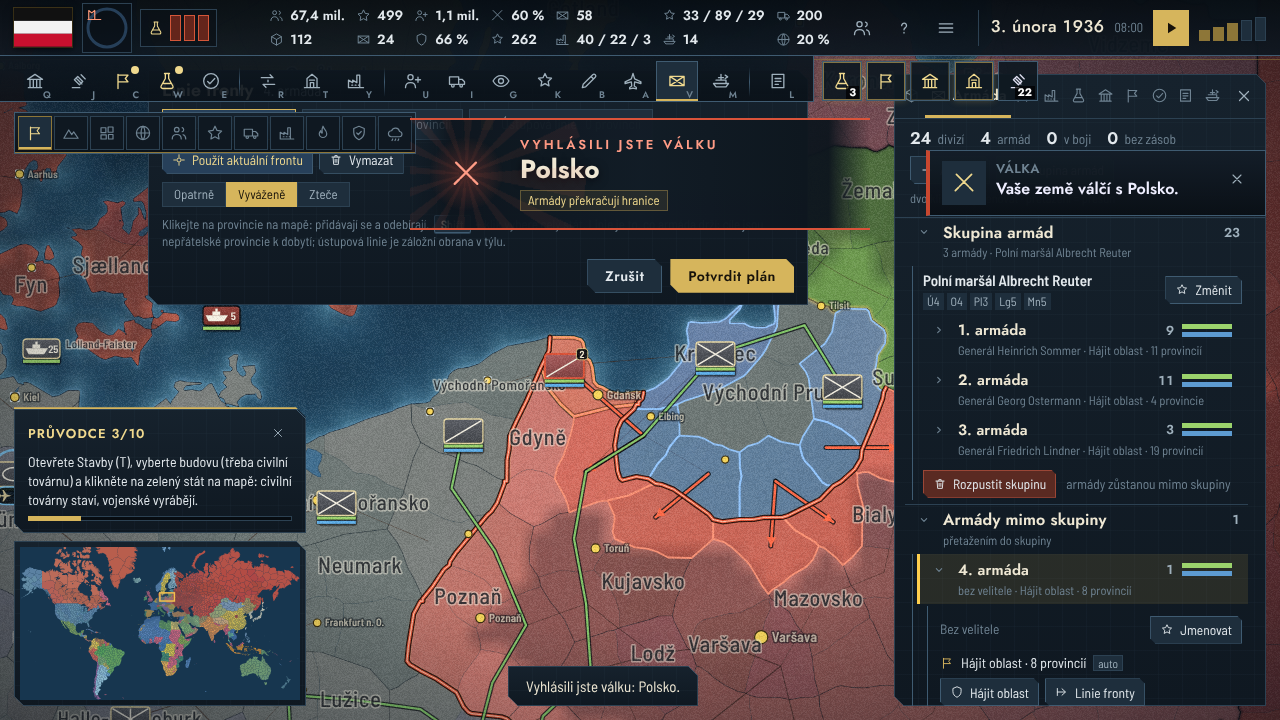 67,4 mil.
499
1,1 mil.
60 %
58
33 / 89 / 29
200
112
24
66 %
262
40 / 22 / 3
14
20 %
?
3. února 1936
08:00
Q
J
C
W
E
R
T
Y
U
I
G
K
B
A
V
M
L
3
22
24 divizí
4 armád
0 v boji
0 bez zásob
Použít aktuální frontu
Vymazat
Opatrně
Vyváženě
Zteče
Klikejte na provincie na mapě: přidávají se a odebírají.
nepřátelské provincie k dobytí; ústupová linie je záložní obrana v týlu.
Zrušit
Potvrdit plán
VYHLÁSILI JSTE VÁLKU
Polsko
Armády překračují hranice
VÁLKA
Vaše země válčí s Polsko.
Skupina armád
23
3 armády · Polní maršál Albrecht Reuter
Polní maršál Albrecht Reuter
Ú4
O4
Pl3
Lg5
Mn5
Změnit
1. armáda
9
Generál Heinrich Sommer · Hájit oblast · 11 provincií
2. armáda
11
Generál Georg Ostermann · Hájit oblast · 4 provincie
3. armáda
3
Generál Friedrich Lindner · Hájit oblast · 19 provincií
Rozpustit skupinu
armády zůstanou mimo skupiny
Armády mimo skupiny
1
přetažením do skupiny
4. armáda
1
bez velitele · Hájit oblast · 8 provincií
Bez velitele
Jmenovat
Hájit oblast · 8 provincií
auto
Hájit oblast
Linie fronty
Aarhus
Sjælland
Fyn
Lolland-Falster
5
25
Kiel
PRŮVODCE 3/10
Otevřete Stavby (T), vyberte budovu (třeba civilní
továrnu) a klikněte na zelený stát na mapě: civilní
továrny staví, vojenské vyrábějí.
2
Gdaňsk
Gdyně
Elbing
Tilsit
Toruň
Neumark
Poznaň
Poznaň
Kujavsko
Mazovsko
Varšava
Varšava
Lodž
Frankfurt n. O.
Lužice
Vyhlásili jste válku: Polsko.